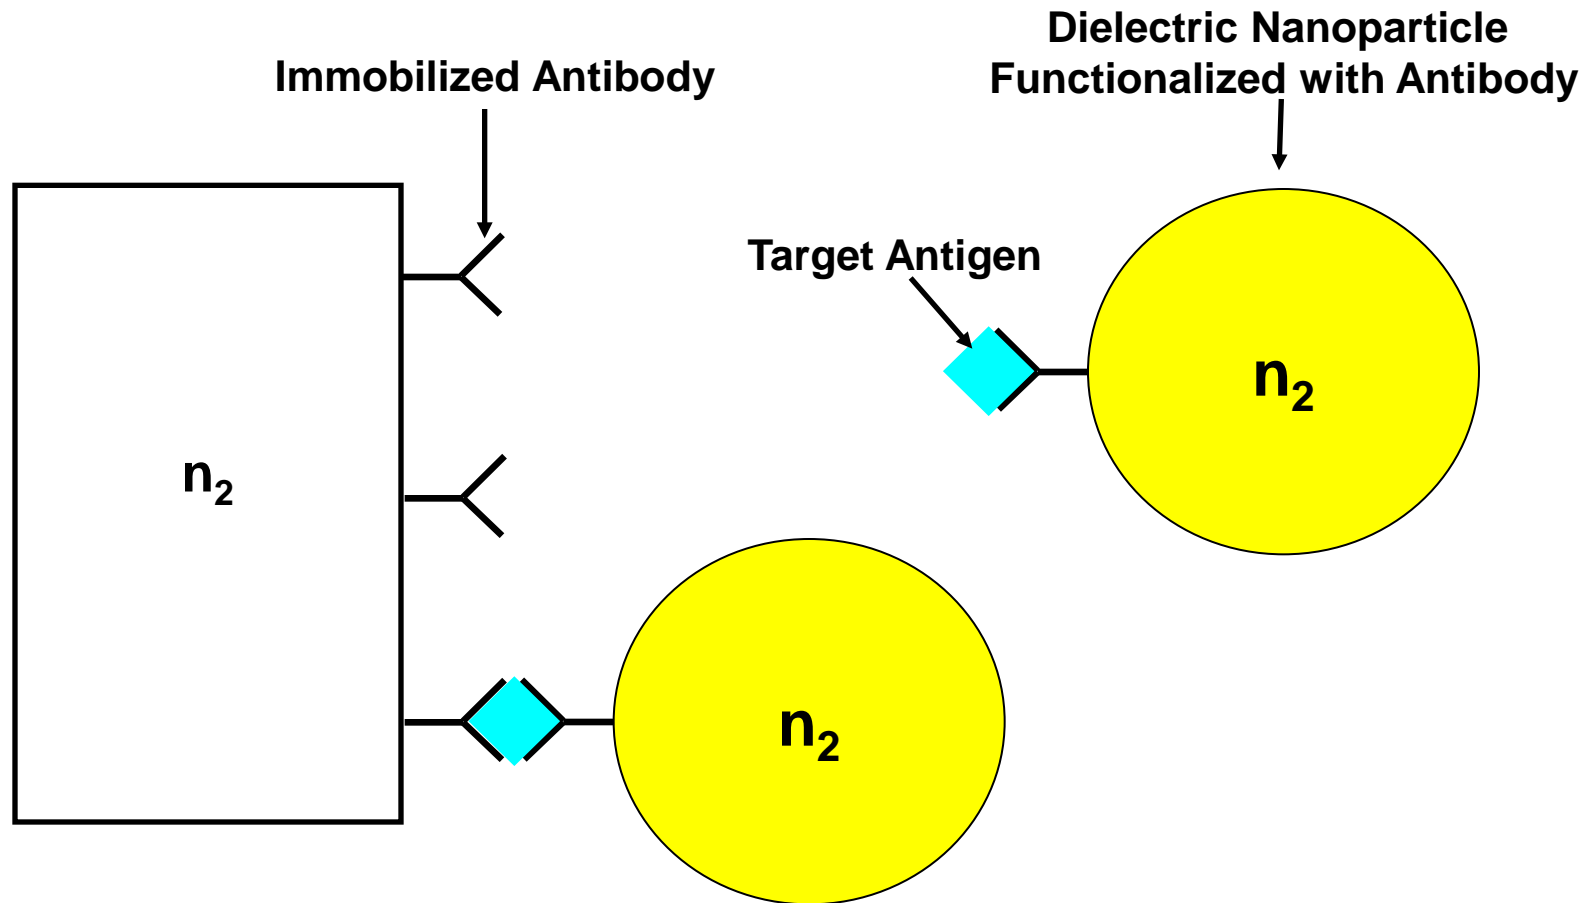 Dielectric Nanoparticle
Functionalized with Antibody
Immobilized Antibody
Target Antigen
n₂
n₂
n₂